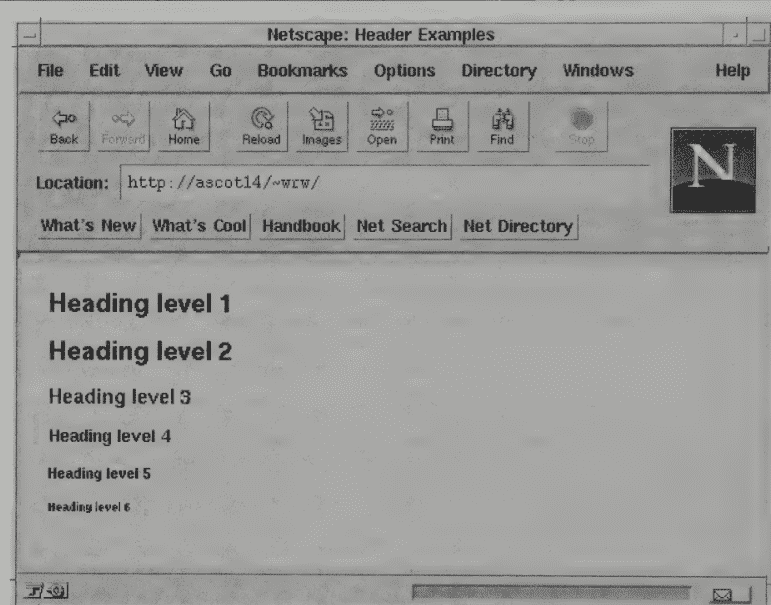 Netscape: Header Examples
File Edit View Go Bookmarks Options Directory Windows Help
Back Forward Home Reload Images Open Print Find Stop
N
Location: http://ascot14/~wrw/
What's New What's Cool Handbook Net Search Net Directory
Heading level 1
Heading level 2
Heading level 3
Heading level 4
Heading level 5
Heading level 6